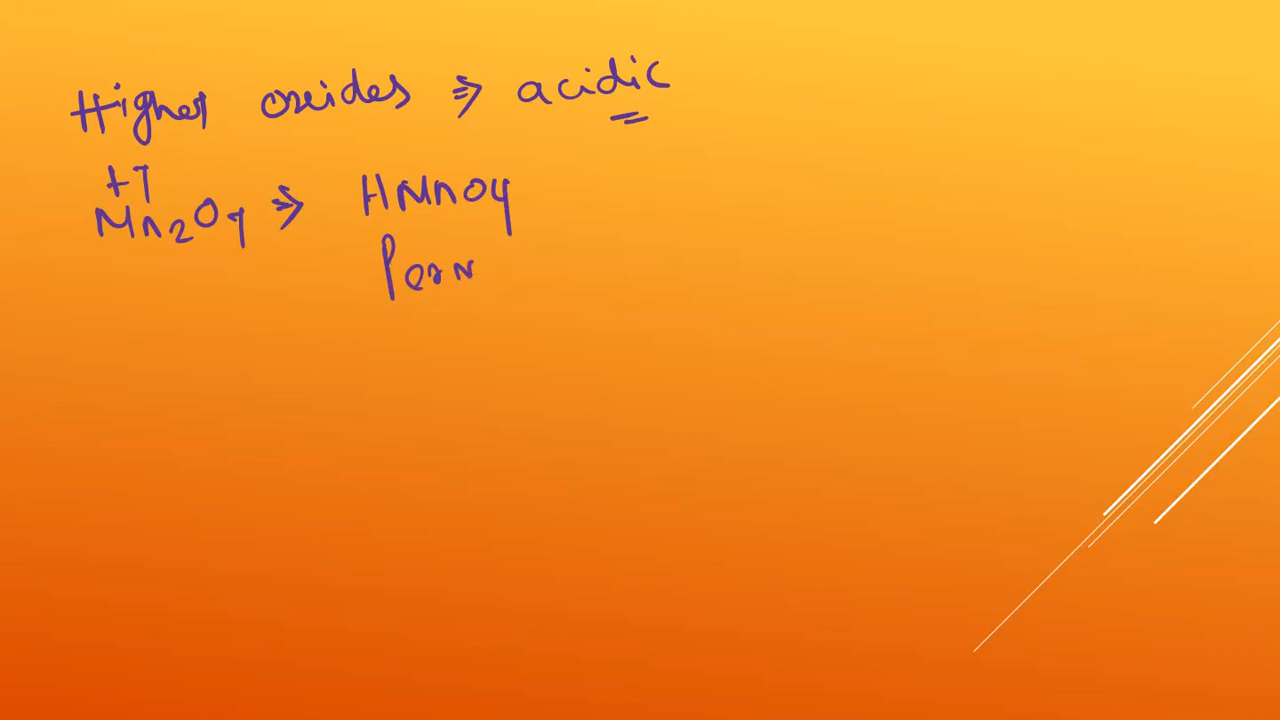 Higher oxides ⇒ acidic
+7
Mn2O7 ⇒ HMnO4
Perm